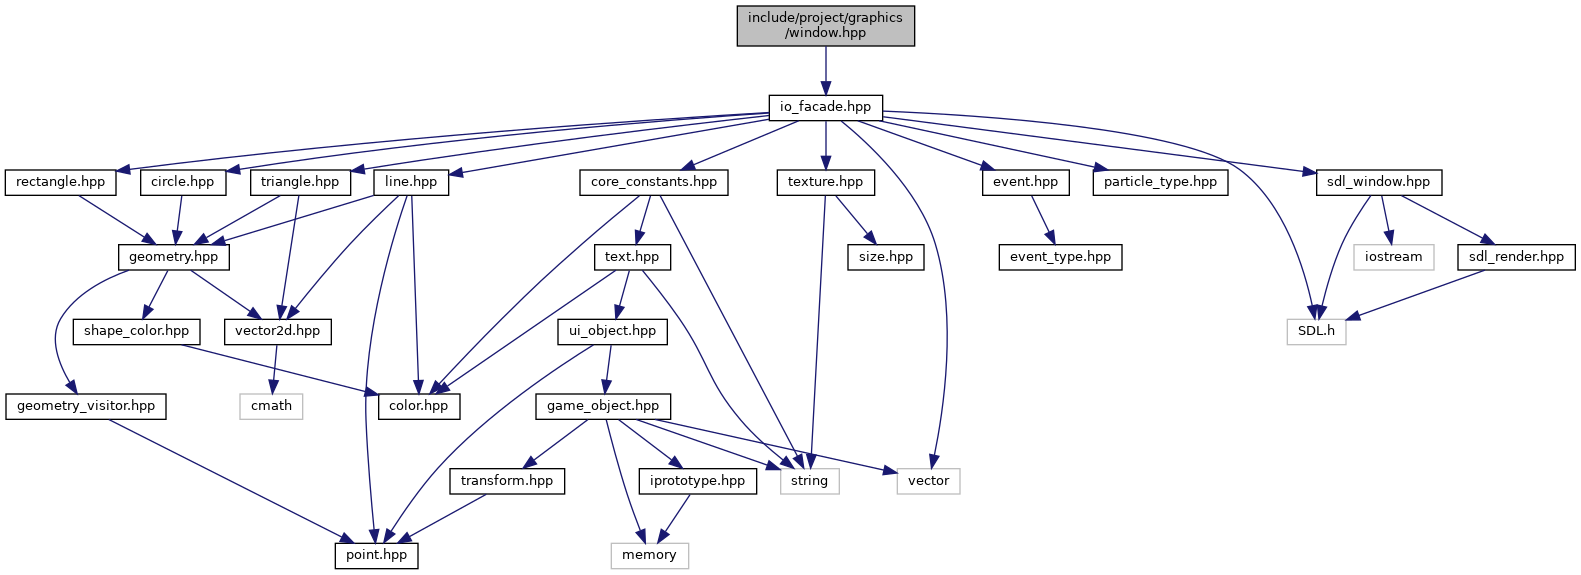 include/project/graphics
/window.hpp
io_facade.hpp
rectangle.hpp
circle.hpp
triangle.hpp
line.hpp
core_constants.hpp
texture.hpp
event.hpp
particle_type.hpp
sdl_window.hpp
geometry.hpp
text.hpp
size.hpp
event_type.hpp
iostream
sdl_render.hpp
shape_color.hpp
vector2d.hpp
ui_object.hpp
SDL.h
geometry_visitor.hpp
cmath
color.hpp
game_object.hpp
transform.hpp
iprototype.hpp
string
vector
point.hpp
memory